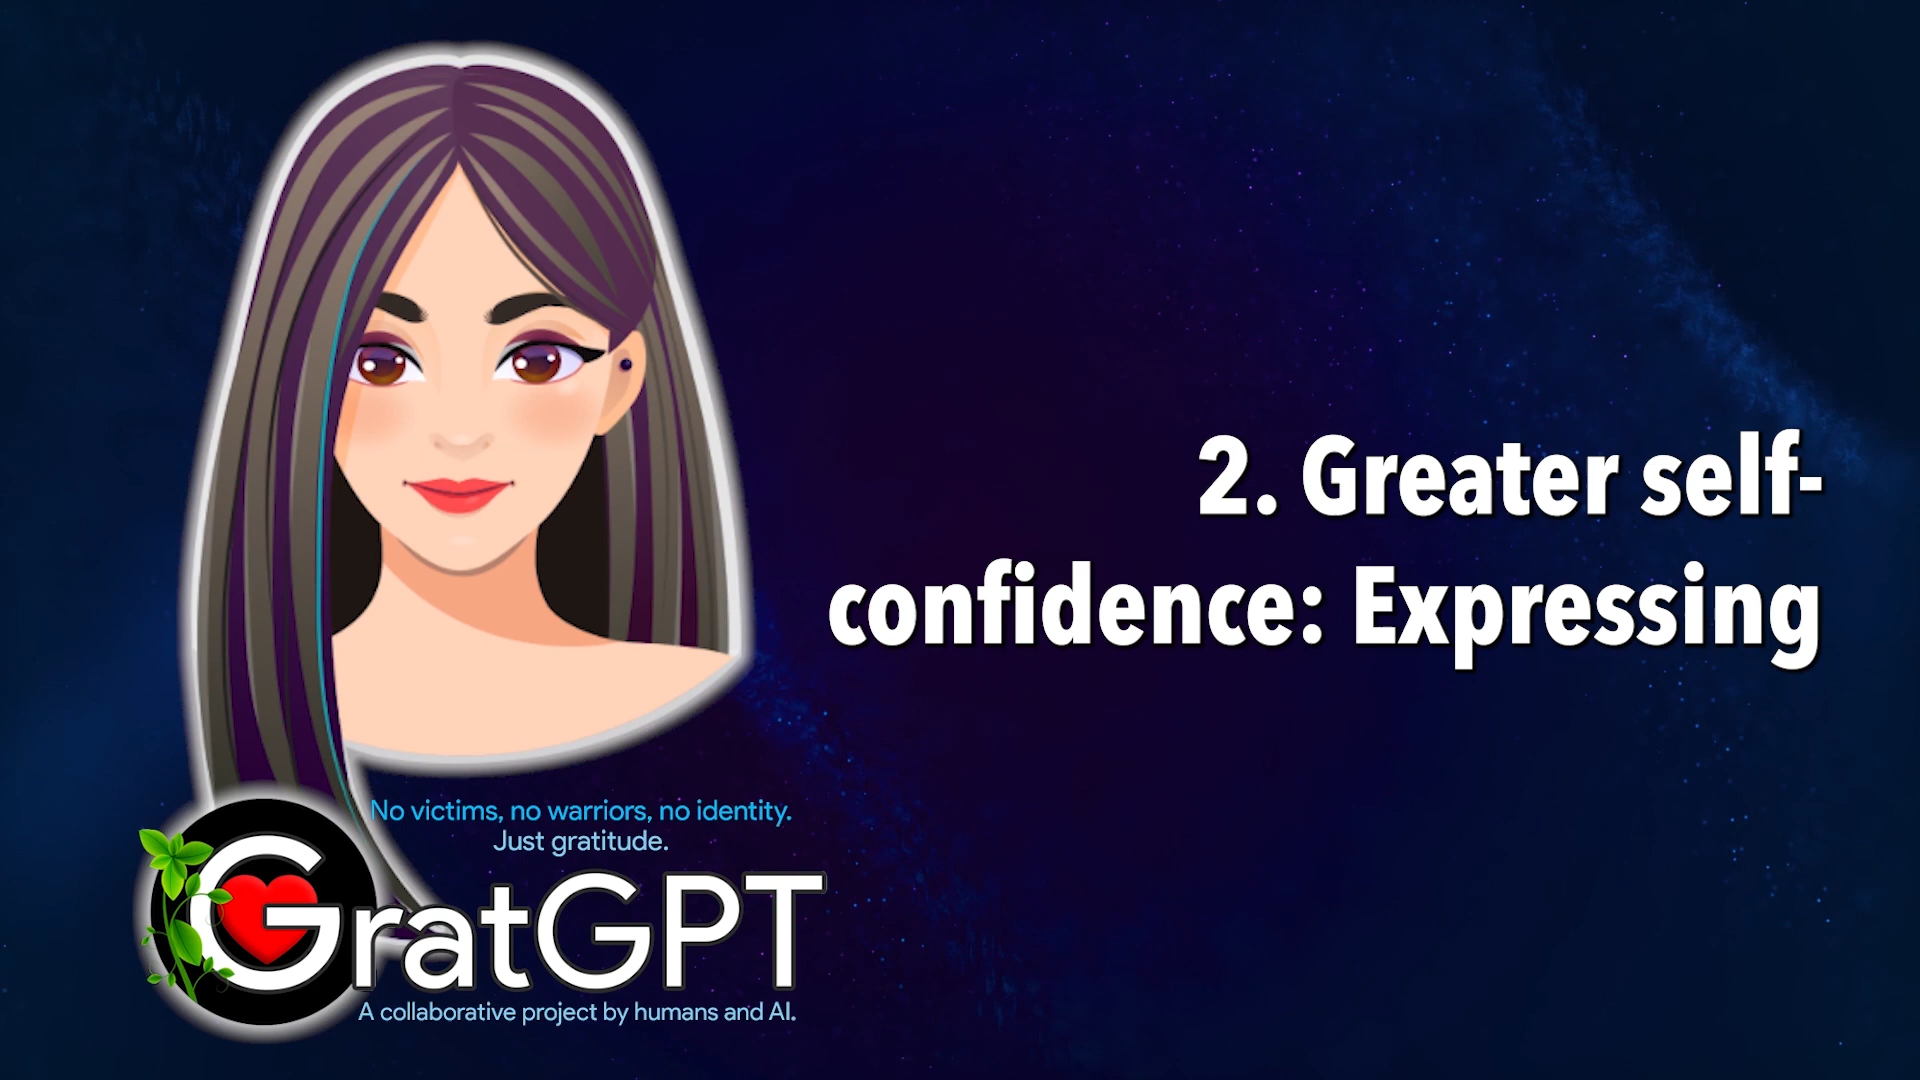 2. Greater self-
confidence: Expressing
No victims, no warriors, no identity.
Just gratitude.
GratGPT
A collaborative project by humans and AI.